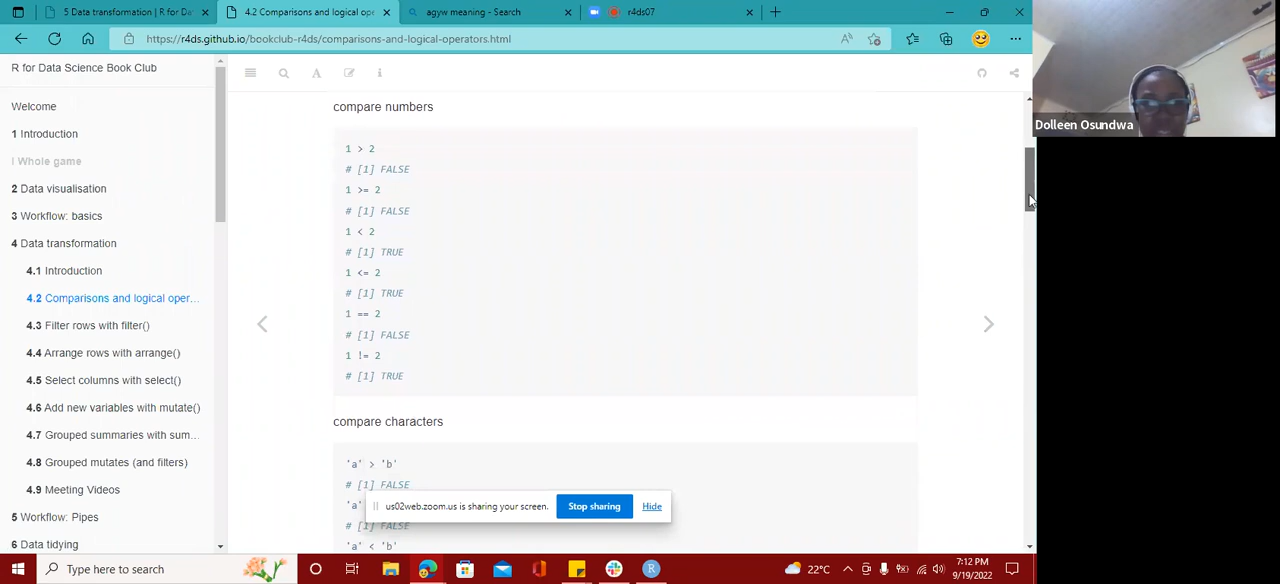 5 Data transformation | R for Da
4.2 Comparisons and logical ope
agyw meaning - Search
r4ds07
https://r4ds.github.io/bookclub-r4ds/comparisons-and-logical-operators.html
R for Data Science Book Club
Welcome
1 Introduction
I Whole game
2 Data visualisation
3 Workflow: basics
4 Data transformation
4.1 Introduction
4.2 Comparisons and logical oper...
4.3 Filter rows with filter()
4.4 Arrange rows with arrange()
4.5 Select columns with select()
4.6 Add new variables with mutate()
4.7 Grouped summaries with sum...
4.8 Grouped mutates (and filters)
4.9 Meeting Videos
5 Workflow: Pipes
6 Data tidying
compare numbers
1 > 2
# [1] FALSE
1 >= 2
# [1] FALSE
1 < 2
# [1] TRUE
1 <= 2
# [1] TRUE
1 == 2
# [1] FALSE
1 != 2
# [1] TRUE
compare characters
'a' > 'b'
# [1] FALSE
'a'
# [1] FALSE
'a' < 'b'
us02web.zoom.us is sharing your screen.
Stop sharing
Hide
Dolleen Osundwa
Type here to search
22°C
7:12 PM
9/19/2022